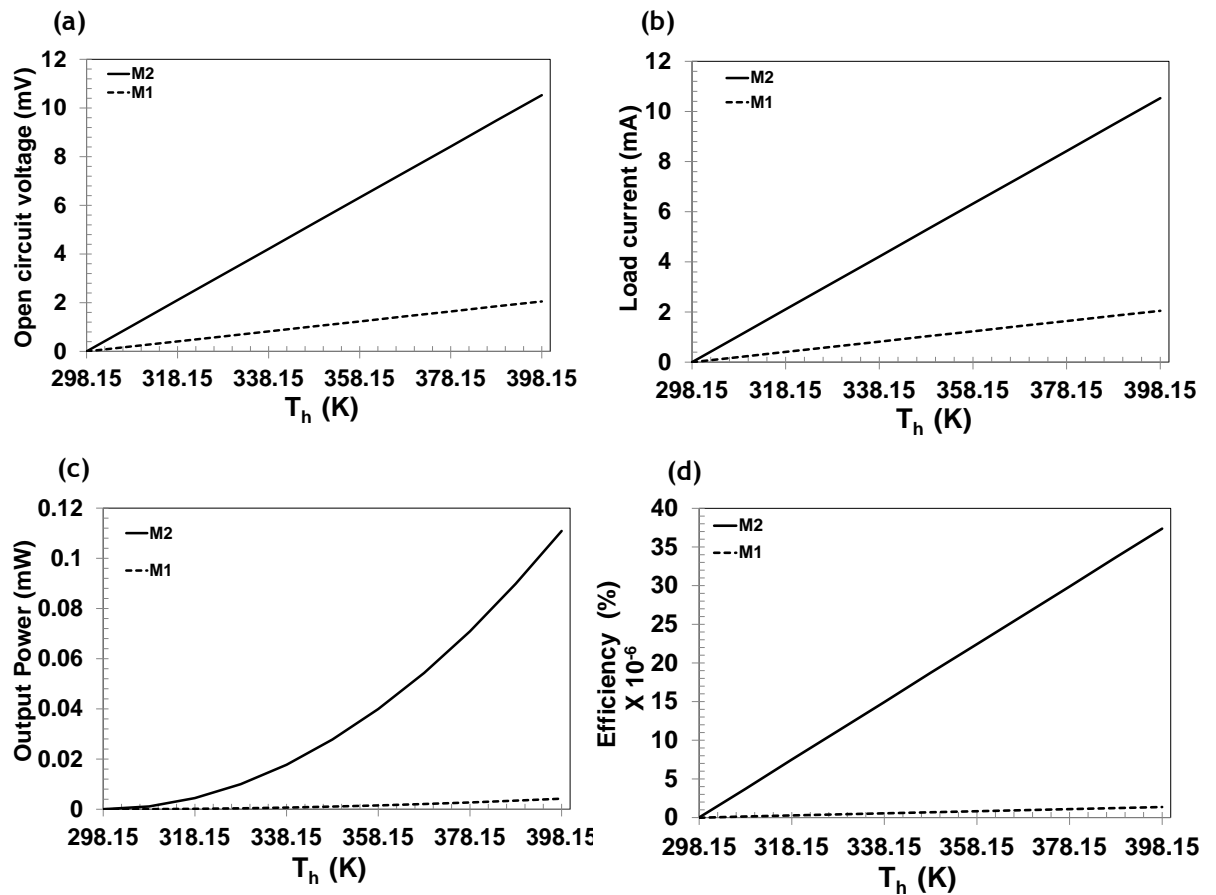 (a)
Open circuit voltage (mV)
12
10
8
6
4
2
0
M2
M1
298.15 318.15 338.15 358.15 378.15 398.15
Th (K)
(b)
Load current (mA)
12
10
8
6
4
2
0
M2
M1
298.15 318.15 338.15 358.15 378.15 398.15
Th (K)
(c)
Output Power (mW)
0.12
0.1
0.08
0.06
0.04
0.02
0
M2
M1
298.15 318.15 338.15 358.15 378.15 398.15
Th (K)
(d)
Efficiency (%)
X 10-6
40
35
30
25
20
15
10
5
0
M2
M1
298.15 318.15 338.15 358.15 378.15 398.15
Th (K)